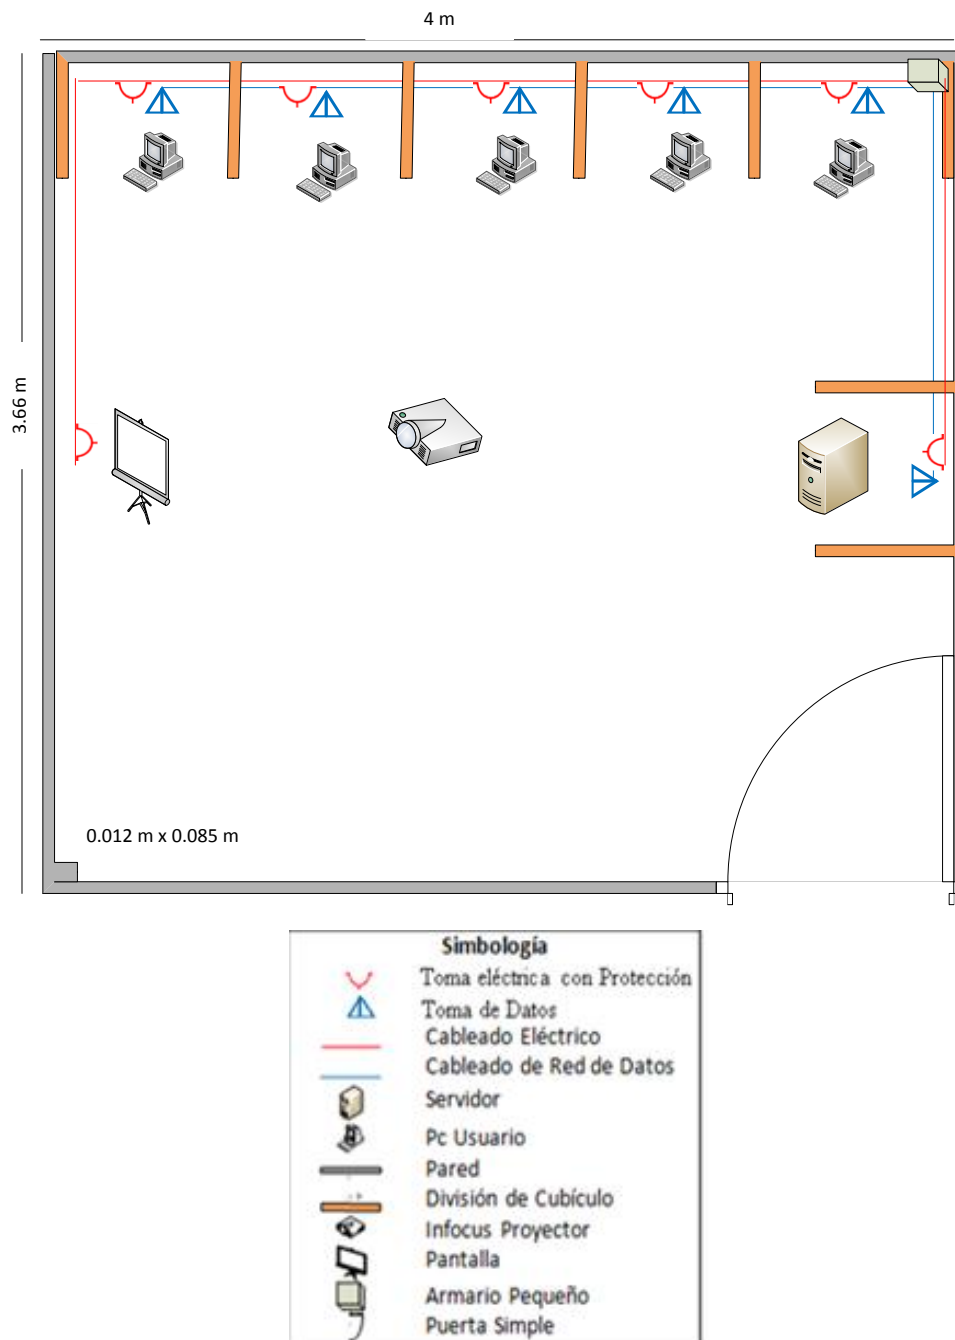 4 m
3.66 m
0.012 m x 0.085 m
Simbología
Toma eléctrica con Protección
Toma de Datos
Cableado Eléctrico
Cableado de Red de Datos
Servidor
Pc Usuario
Pared
División de Cubículo
Infocus Proyector
Pantalla
Armario Pequeño
Puerta Simple